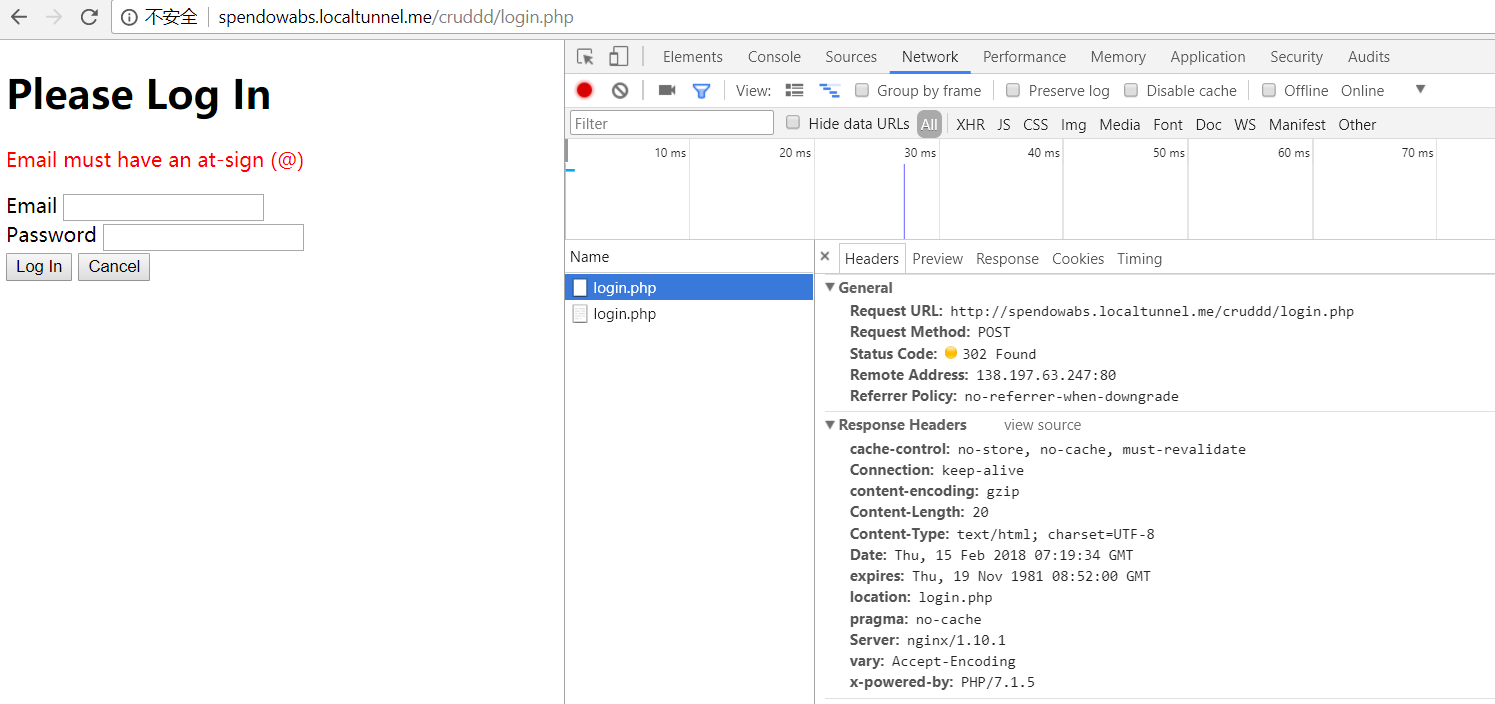 不安全 spendowabs.localtunnel.me/cruddd/login.php
Please Log In
Email must have an at-sign (@)
Email
Password
Log In Cancel
Elements Console Sources Network Performance Memory Application Security Audits
View: Group by frame Preserve log Disable cache Offline Online
Filter Hide data URLs All XHR JS CSS Img Media Font Doc WS Manifest Other
10 ms 20 ms 30 ms 40 ms 50 ms 60 ms 70 ms
Name
login.php
login.php
× Headers Preview Response Cookies Timing
General
Request URL: http://spendowabs.localtunnel.me/cruddd/login.php
Request Method: POST
Status Code: 302 Found
Remote Address: 138.197.63.247:80
Referrer Policy: no-referrer-when-downgrade
Response Headers view source
cache-control: no-store, no-cache, must-revalidate
Connection: keep-alive
content-encoding: gzip
Content-Length: 20
Content-Type: text/html; charset=UTF-8
Date: Thu, 15 Feb 2018 07:19:34 GMT
expires: Thu, 19 Nov 1981 08:52:00 GMT
location: login.php
pragma: no-cache
Server: nginx/1.10.1
vary: Accept-Encoding
x-powered-by: PHP/7.1.5